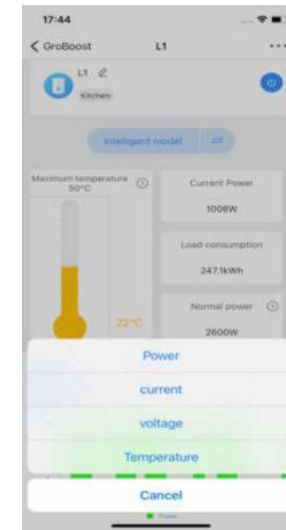 17:44
GroBoost
L1
...
L1
Kitchen
Intelligent model
Maximum temperature
50°C
Current Power
1008W
Load consumption
247.1kWh
Normal power
22°C
2600W
Power
current
voltage
Temperature
Cancel
Power